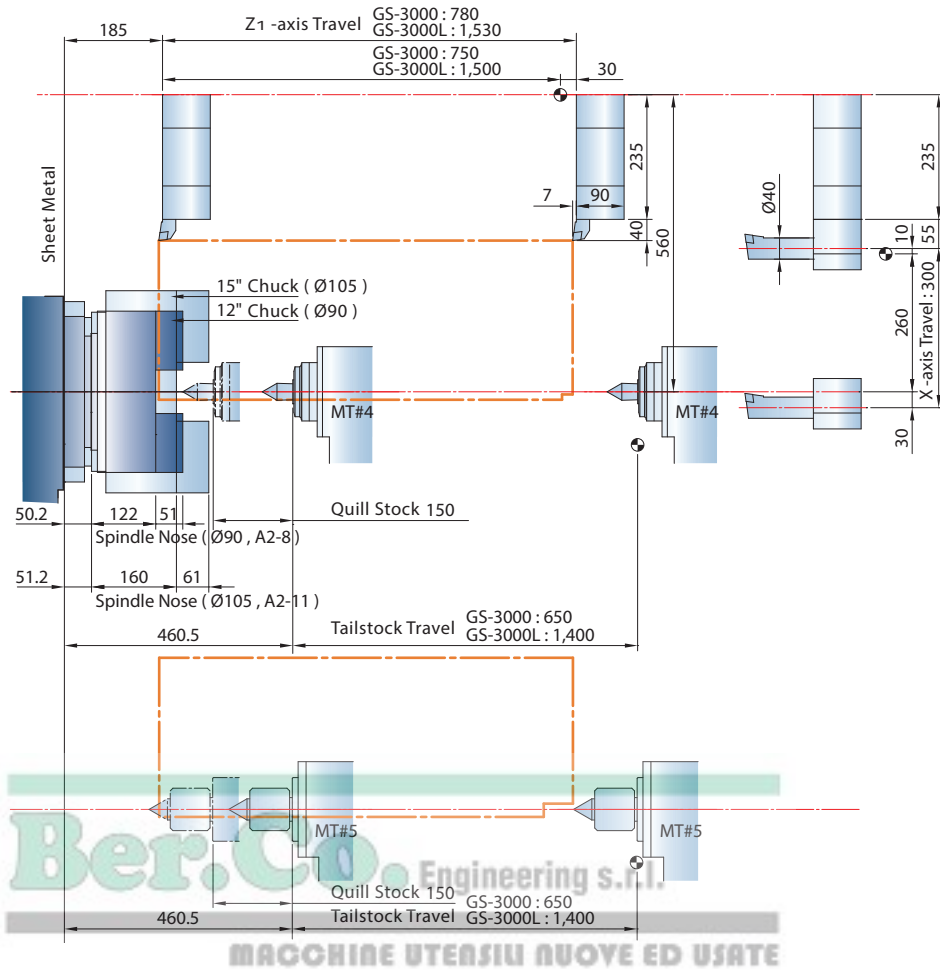 185
Z1 -axis Travel
GS-3000 : 780
GS-3000L : 1,530
GS-3000 : 750
GS-3000L : 1,500
30
Sheet Metal
235
7
90
40
560
Ø40
235
10
55
260
X -axis Travel : 300
30
15" Chuck ( Ø105 )
12" Chuck ( Ø90 )
MT#4
MT#4
50.2
122
51
Quill Stock 150
Spindle Nose ( Ø90 , A2-8 )
51.2
160
61
Spindle Nose ( Ø105 , A2-11 )
460.5
Tailstock Travel
GS-3000 : 650
GS-3000L : 1,400
MT#5
MT#5
Ber.Co. Engineering s.r.l.
Quill Stock 150
460.5
Tailstock Travel
GS-3000 : 650
GS-3000L : 1,400
MACCHINE UTENSILI NUOVE ED USATE